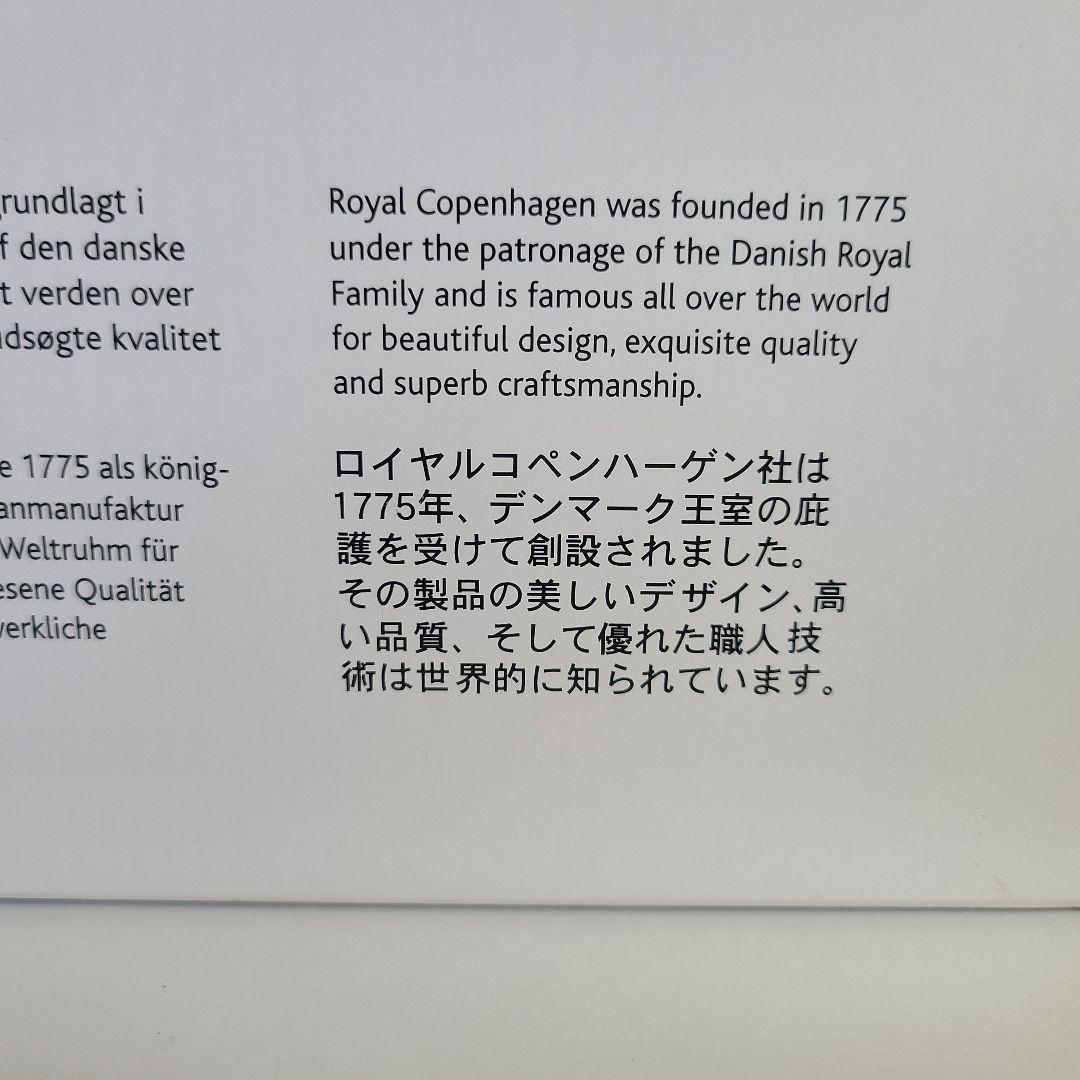 i
den danske
verden over
kvalitet
Royal Copenhagen was founded in 1775
under the patronage of the Danish Royal
Family and is famous all over the world
for beautiful design, exquisite quality
and superb craftsmanship.
1775 als könig-
Weltruhm für
Qualität
ロイヤルコペンハーゲン社は
1775年、デンマーク王室の庇
護を受けて創設されました。
その製品の美しいデザイン、高
い品質、そして優れた職人技
術は世界的に知られています。